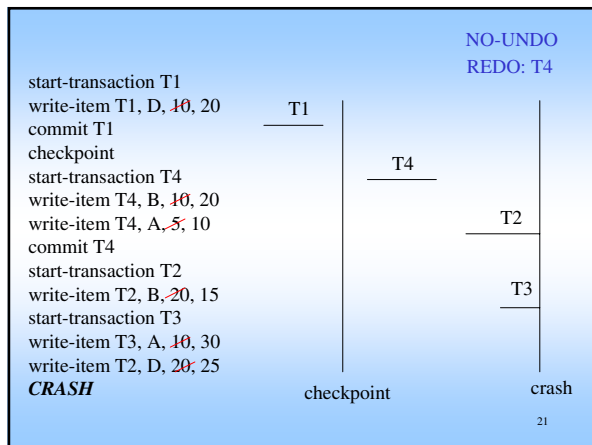 NO-UNDO
REDO: T4
start-transaction T1
write-item T1, D, 10, 20
commit T1
checkpoint
start-transaction T4
write-item T4, B, 10, 20
write-item T4, A, 5, 10
commit T4
start-transaction T2
write-item T2, B, 20, 15
start-transaction T3
write-item T3, A, 10, 30
write-item T2, D, 20, 25
CRASH
T1
T4
T2
T3
checkpoint
crash
21